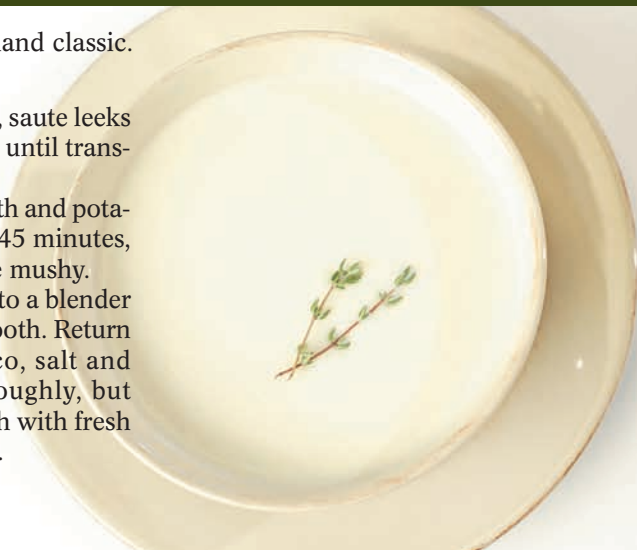 and classic.
, saute leeks
until trans-
th and pota-
45 minutes,
e mushy.
to a blender
oth. Return
co, salt and
oughly, but
h with fresh
.